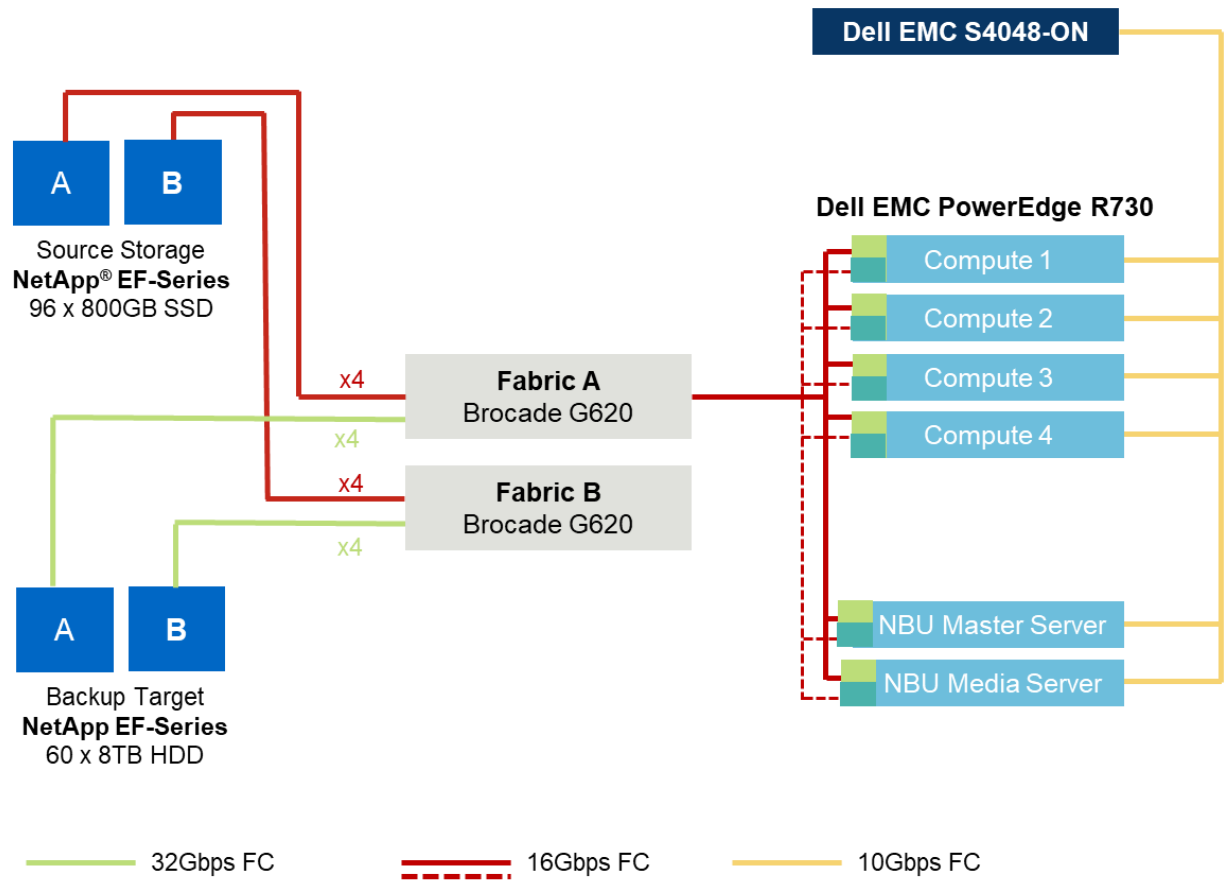 Dell EMC S4048-ON
A
B
Source Storage
NetApp® EF-Series
96 x 800GB SSD
x4
Fabric A
Brocade G620
x4
x4
Fabric B
Brocade G620
x4
A
B
Backup Target
NetApp EF-Series
60 x 8TB HDD
Dell EMC PowerEdge R730
Compute 1
Compute 2
Compute 3
Compute 4
NBU Master Server
NBU Media Server
32Gbps FC
16Gbps FC
10Gbps FC